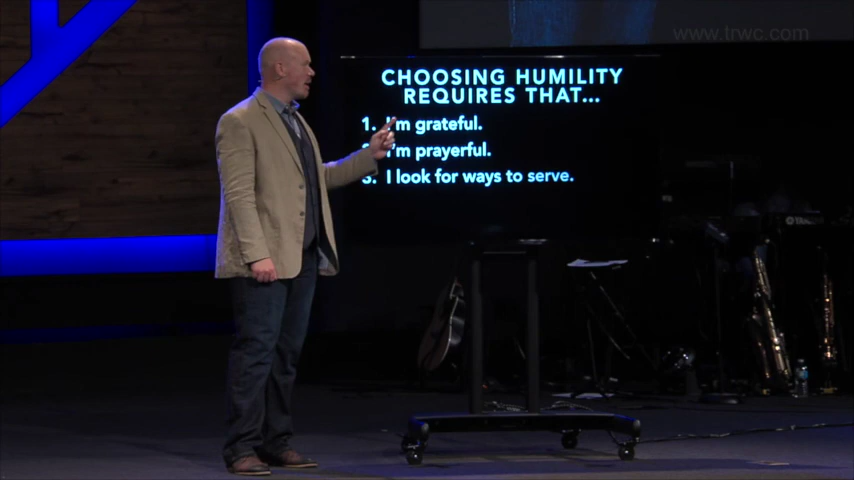 www.trwc.com
CHOOSING HUMILITY
REQUIRES THAT...
1. I'm grateful.
I'm prayerful.
3. I look for ways to serve.